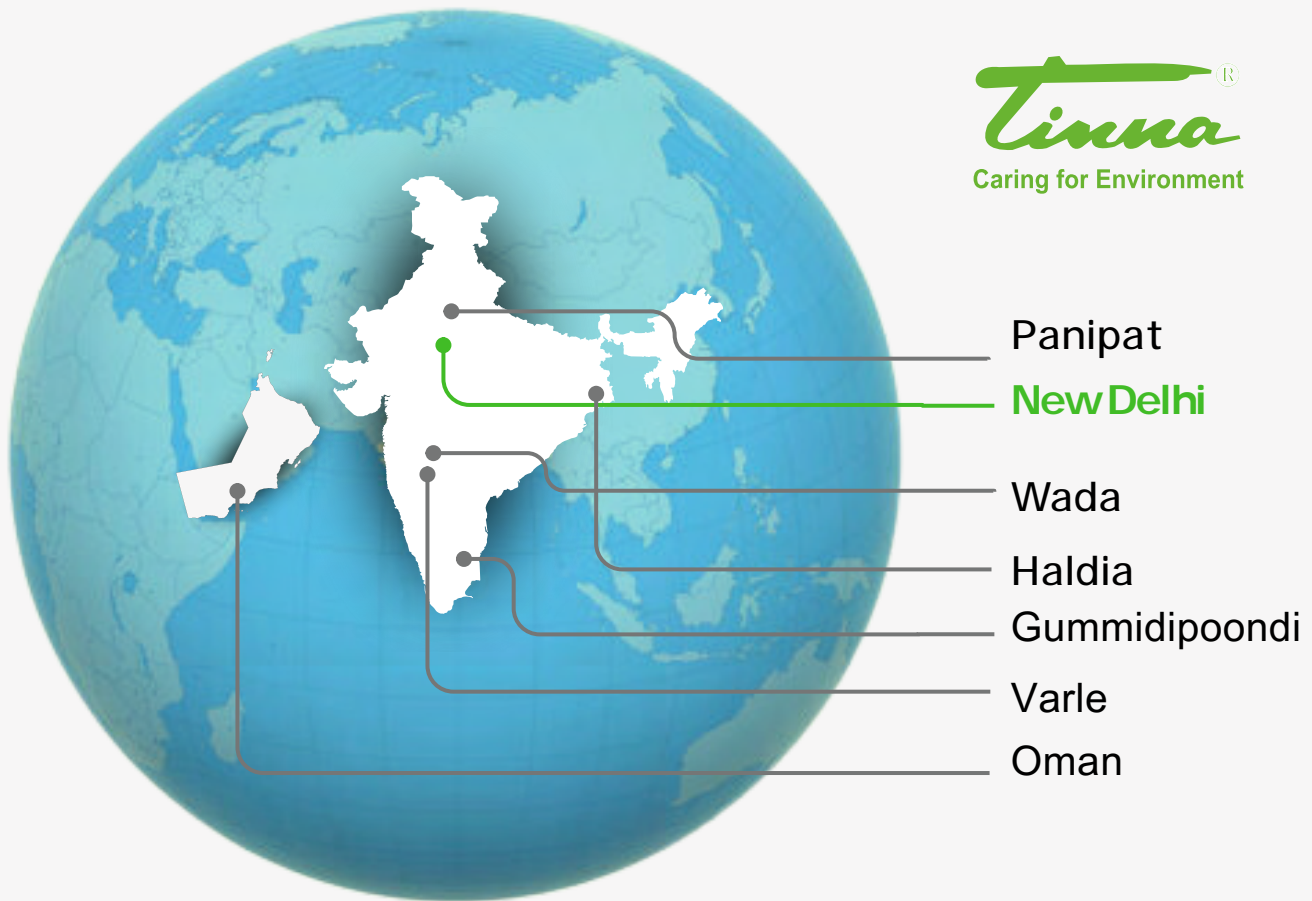 Tinna®
Caring for Environment
Panipat
New Delhi
Wada
Haldia
Gummidipoondi
Varle
Oman